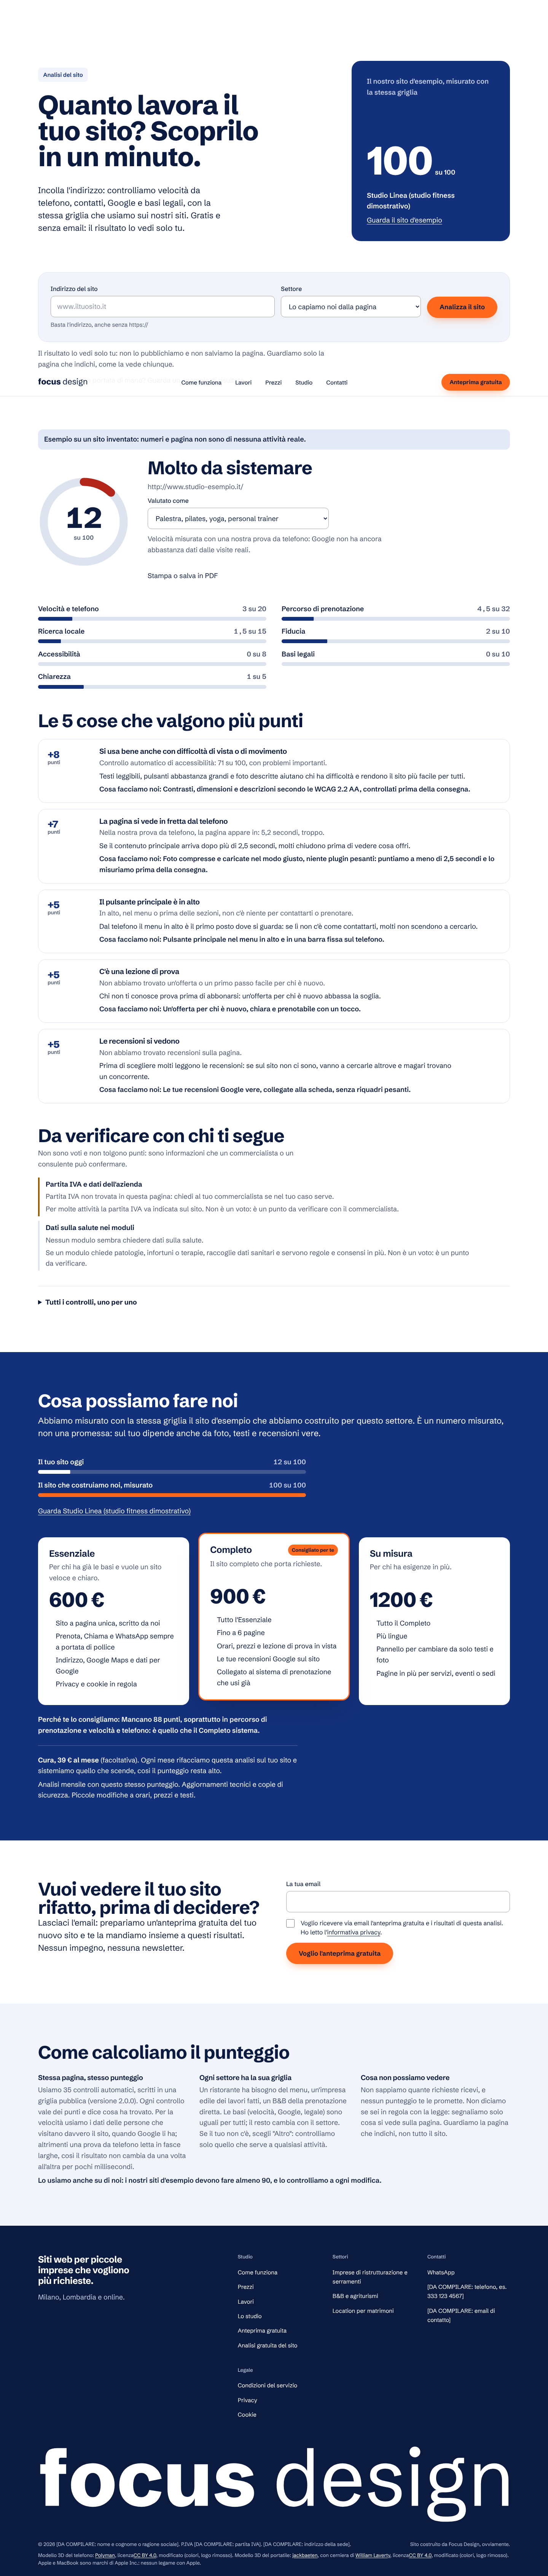 Analisi del sito
Quanto lavora il
tuo sito? Scoprilo
in un minuto.
Incolla l'indirizzo: controlliamo velocità da
telefono, contatti, Google e basi legali, con la
stessa griglia che usiamo sui nostri siti. Gratis e
senza email: il risultato lo vedi solo tu.
Il nostro sito d'esempio, misurato con
la stessa griglia
100 su 100
Studio Linea (studio fitness
dimostrativo)
Guarda il sito d'esempio
Indirizzo del sito
www.iltuosito.it
Basta l'indirizzo, anche senza https://
Settore
Lo capiamo noi dalla pagina
Analizza il sito
Il risultato lo vedi solo tu: non lo pubblichiamo e non salviamo la pagina. Guardiamo solo la
pagina che indichi, come la vede chiunque.
focus design
Come funziona
Lavori
Prezzi
Studio
Contatti
Anteprima gratuita
Esempio su un sito inventato: numeri e pagina non sono di nessuna attività reale.
12
su 100
Molto da sistemare
http://www.studio-esempio.it/
Valutato come
Palestra, pilates, yoga, personal trainer
Velocità misurata con una nostra prova da telefono: Google non ha ancora
abbastanza dati dalle visite reali.
Stampa o salva in PDF
Velocità e telefono 3 su 20
Percorso di prenotazione 4,5 su 32
Ricerca locale 1,5 su 15
Fiducia 2 su 10
Accessibilità 0 su 8
Basi legali 0 su 10
Chiarezza 1 su 5
Le 5 cose che valgono più punti
+8
punti
Si usa bene anche con difficoltà di vista o di movimento
Controllo automatico di accessibilità: 71 su 100, con problemi importanti.
Testi leggibili, pulsanti abbastanza grandi e foto descritte aiutano chi ha difficoltà e rendono il sito più facile per tutti.
Cosa facciamo noi: Contrasti, dimensioni e descrizioni secondo le WCAG 2.2 AA, controllati prima della consegna.
+7
punti
La pagina si vede in fretta dal telefono
Nella nostra prova da telefono, la pagina appare in: 5,2 secondi, troppo.
Se il contenuto principale arriva dopo più di 2,5 secondi, molti chiudono prima di vedere cosa offri.
Cosa facciamo noi: Foto compresse e caricate nel modo giusto, niente plugin pesanti: puntiamo a meno di 2,5 secondi e lo
misuriamo prima della consegna.
+5
punti
Il pulsante principale è in alto
In alto, nel menu o prima delle sezioni, non c'è niente per contattarti o prenotare.
Dal telefono il menu in alto è il primo posto dove si guarda: se lì non c'è come contattarti, molti non scendono a cercarlo.
Cosa facciamo noi: Pulsante principale nel menu in alto e in una barra fissa sul telefono.
+5
punti
C'è una lezione di prova
Non abbiamo trovato un'offerta o un primo passo facile per chi è nuovo.
Chi non ti conosce prova prima di abbonarsi: un'offerta per chi è nuovo abbassa la soglia.
Cosa facciamo noi: Un'offerta per chi è nuovo, chiara e prenotabile con un tocco.
+5
punti
Le recensioni si vedono
Non abbiamo trovato recensioni sulla pagina.
Prima di scegliere molti leggono le recensioni: se sul sito non ci sono, vanno a cercarle altrove e magari trovano
un concorrente.
Cosa facciamo noi: Le tue recensioni Google vere, collegate alla scheda, senza riquadri pesanti.
Da verificare con chi ti segue
Non sono voti e non tolgono punti: sono informazioni che un commercialista o un
consulente può confermare.
Partita IVA e dati dell'azienda
Partita IVA non trovata in questa pagina: chiedi al tuo commercialista se nel tuo caso serve.
Per molte attività la partita IVA va indicata sul sito. Non è un voto: è un punto da verificare con il commercialista.
Dati sulla salute nei moduli
Nessun modulo sembra chiedere dati sulla salute.
Se un modulo chiede patologie, infortuni o terapie, raccoglie dati sanitari e servono regole e consensi in più. Non è un voto: è un punto
da verificare.
Tutti i controlli, uno per uno
Cosa possiamo fare noi
Abbiamo misurato con la stessa griglia il sito d'esempio che abbiamo costruito per questo settore. È un numero misurato,
non una promessa: sul tuo dipende anche da foto, testi e recensioni vere.
Il tuo sito oggi 12 su 100
Il sito che costruiamo noi, misurato 100 su 100
Guarda Studio Linea (studio fitness dimostrativo)
Essenziale
Per chi ha già le basi e vuole un sito
veloce e chiaro.
600 €
Sito a pagina unica, scritto da noi
Prenota, Chiama e WhatsApp sempre
a portata di pollice
Indirizzo, Google Maps e dati per
Google
Privacy e cookie in regola
Completo
Consigliato per te
Il sito completo che porta richieste.
900 €
Tutto l'Essenziale
Fino a 6 pagine
Orari, prezzi e lezione di prova in vista
Le tue recensioni Google sul sito
Collegato al sistema di prenotazione
che usi già
Su misura
Per chi ha esigenze in più.
1200 €
Tutto il Completo
Più lingue
Pannello per cambiare da solo testi e
foto
Pagine in più per servizi, eventi o sedi
Perché te lo consigliamo: Mancano 88 punti, soprattutto in percorso di
prenotazione e velocità e telefono: è quello che il Completo sistema.
Cura, 39 € al mese (facoltativa). Ogni mese rifacciamo questa analisi sul tuo sito e
sistemiamo quello che scende, così il punteggio resta alto.
Analisi mensile con questo stesso punteggio. Aggiornamenti tecnici e copie di
sicurezza. Piccole modifiche a orari, prezzi e testi.
Vuoi vedere il tuo sito
rifatto, prima di decidere?
Lasciaci l'email: prepariamo un'anteprima gratuita del tuo
nuovo sito e te la mandiamo insieme a questi risultati.
Nessun impegno, nessuna newsletter.
La tua email
Voglio ricevere via email l'anteprima gratuita e i risultati di questa analisi.
Ho letto l'informativa privacy.
Voglio l'anteprima gratuita
Come calcoliamo il punteggio
Stessa pagina, stesso punteggio
Usiamo 35 controlli automatici, scritti in una
griglia pubblica (versione 2.0.0). Ogni controllo
vale dei punti e dice cosa ha trovato. Per la
velocità usiamo i dati delle persone che
visitano davvero il sito, quando Google li ha;
altrimenti una prova da telefono letta in fasce
larghe, così il risultato non cambia da una volta
all'altra per pochi millisecondi.
Ogni settore ha la sua griglia
Un ristorante ha bisogno del menu, un'impresa
edile dei lavori fatti, un B&B della prenotazione
diretta. Le basi (velocità, Google, legale) sono
uguali per tutti; il resto cambia con il settore.
Se il tuo non c'è, scegli "Altro": controlliamo
solo quello che serve a qualsiasi attività.
Cosa non possiamo vedere
Non sappiamo quante richieste ricevi, e
nessun punteggio te le promette. Non diciamo
se sei in regola con la legge: segnaliamo solo
cosa si vede sulla pagina. Guardiamo la pagina
che indichi, non tutto il sito.
Lo usiamo anche su di noi: i nostri siti d'esempio devono fare almeno 90, e lo controlliamo a ogni modifica.
Siti web per piccole
imprese che vogliono
più richieste.
Milano, Lombardia e online.
Studio
Come funziona
Prezzi
Lavori
Lo studio
Anteprima gratuita
Analisi gratuita del sito
Settori
Imprese di ristrutturazione e
serramenti
B&B e agriturismi
Location per matrimoni
Contatti
WhatsApp
[DA COMPILARE: telefono, es.
333 123 4567]
[DA COMPILARE: email di
contatto]
Legale
Condizioni del servizio
Privacy
Cookie
focus design
© 2026 [DA COMPILARE: nome e cognome o ragione sociale], P.IVA [DA COMPILARE: partita IVA], [DA COMPILARE: indirizzo della sede].
Sito costruito da Focus Design, ovviamente.
Modello 3D del telefono: Polyman, licenzaCC BY 4.0, modificato (colori, logo rimosso). Modello 3D del portatile: jackbaeten, con cerniera di William Laverty, licenzaCC BY 4.0, modificato (colori, logo rimosso).
Apple e MacBook sono marchi di Apple Inc.; nessun legame con Apple.